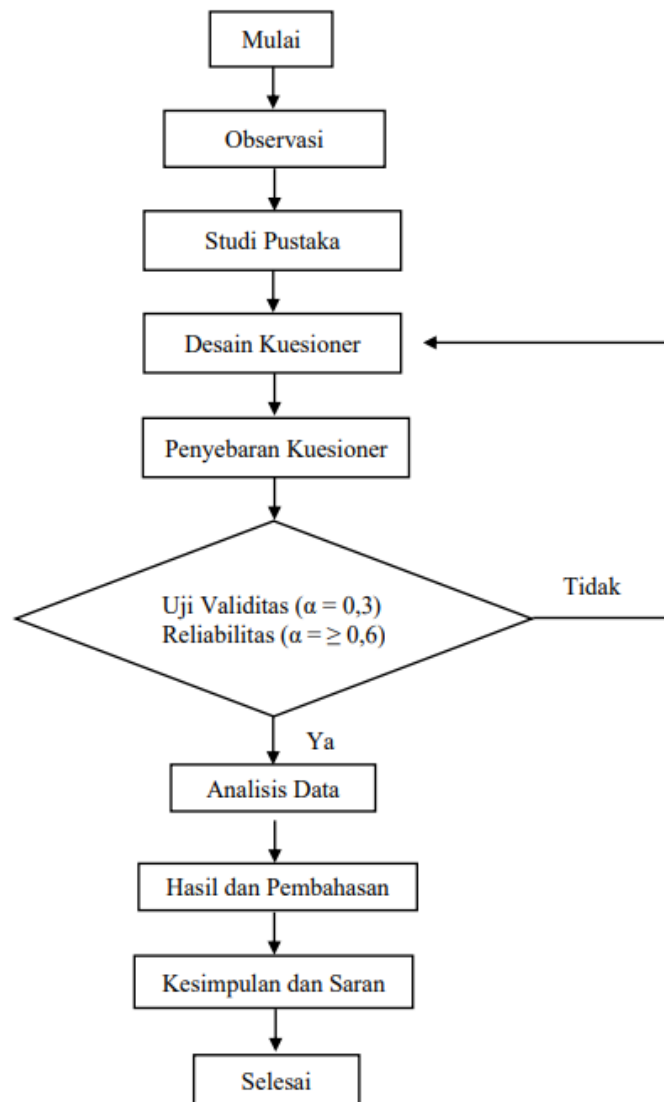 Mulai
Observasi
Studi Pustaka
Desain Kuesioner
Penyebaran Kuesioner
Uji Validitas (α = 0,3)
Reliabilitas (α = ≥ 0,6)
Tidak
Ya
Analisis Data
Hasil dan Pembahasan
Kesimpulan dan Saran
Selesai